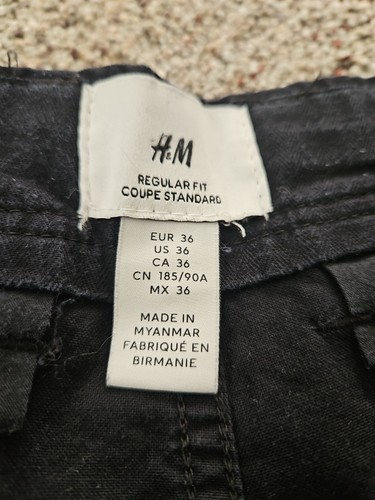 H&M
REGULAR FIT
COUPE STANDARD
EUR 36
US 36
CA 36
CN 185/90A
MX 36
MADE IN
MYANMAR
FABRIQUÉ EN
BIRMANIE